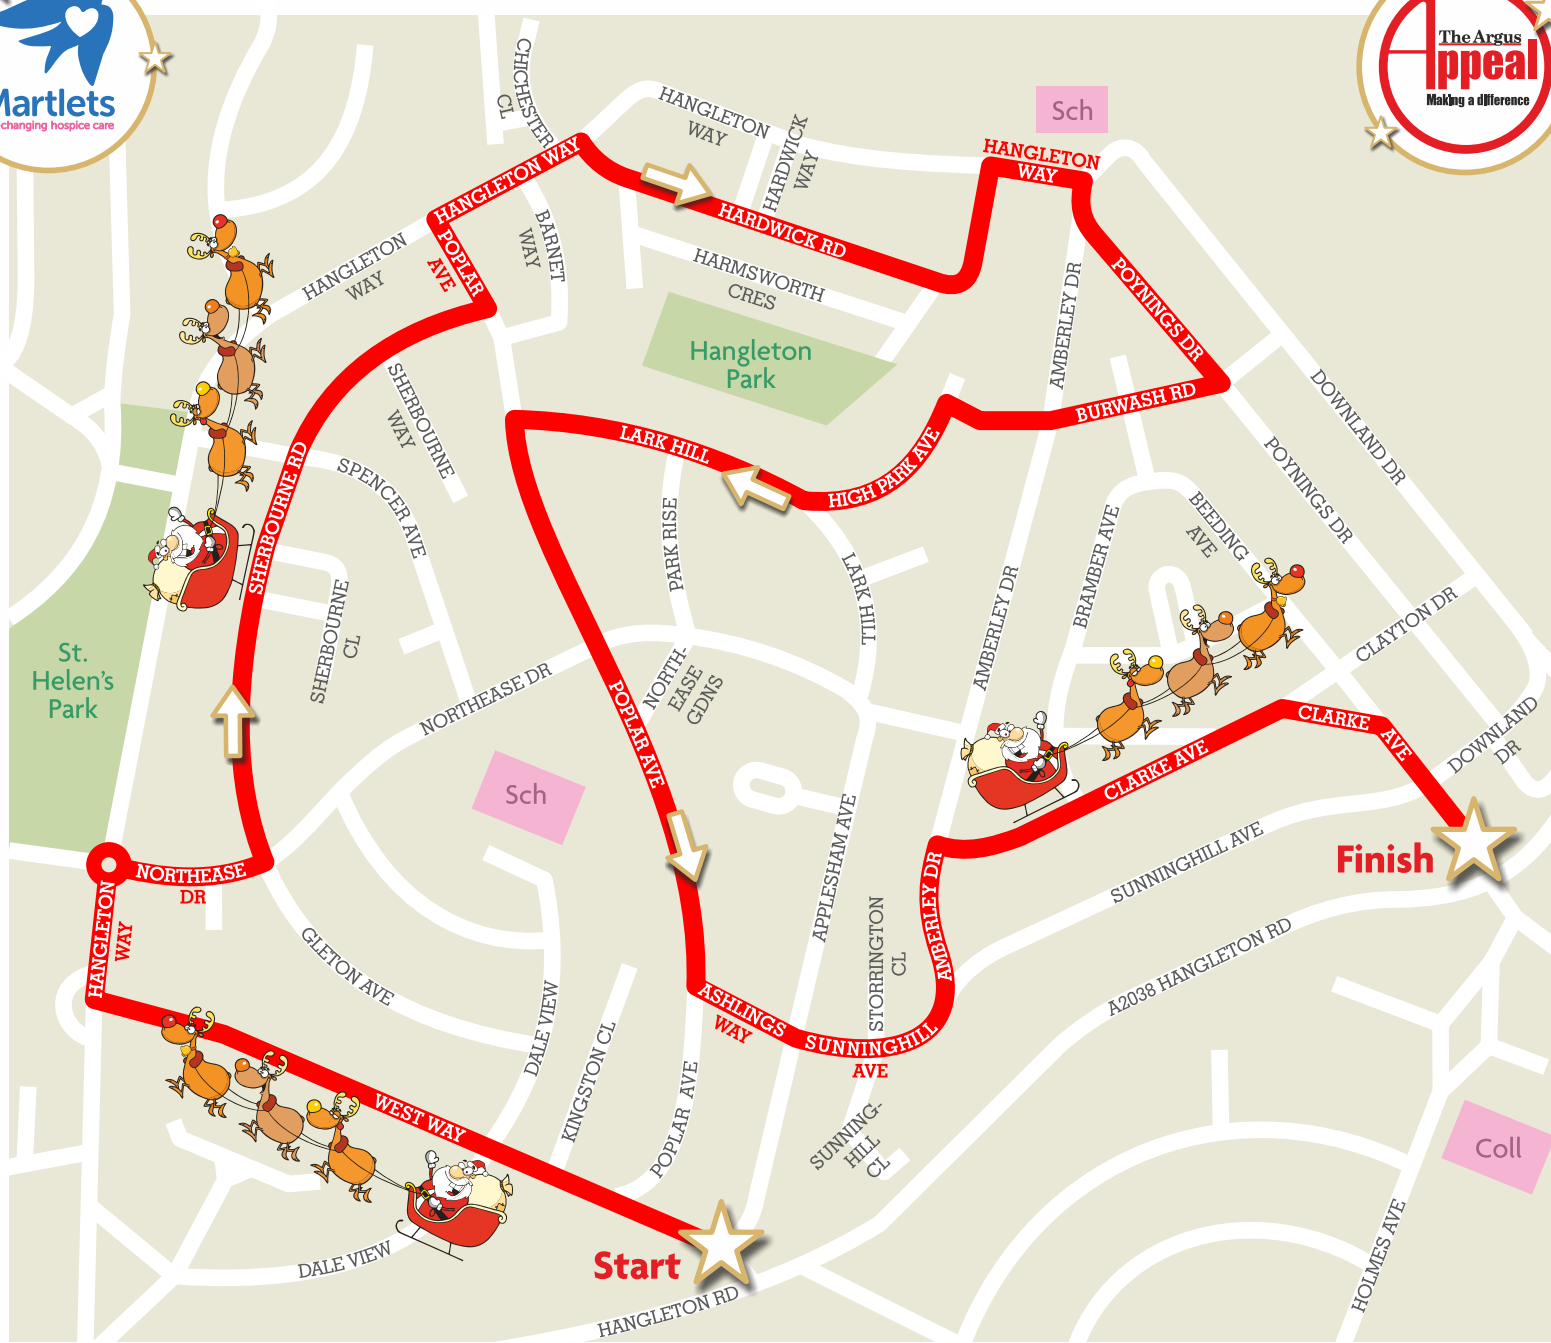 Martlets
changing hospice care
The Argus
Appeal
Making a difference
CHICHESTER
CL
HANGLETON
WAY
HARDWICK
WAY
Sch
HANGLETON
WAY
HANGLETON WAY
HANGLETON
WAY
POPLAR
AVE
BARNET
WAY
HARDWICK RD
HARMSWORTH
CRES
Hangleton
Park
AMBERLEY DR
POYNINGS DR
BURWASH RD
DOWNLAND DR
POYNINGS DR
SHERBOURNE
WAY
SPENCER AVE
SHERBOURNE RD
LARK HILL
HIGH PARK AVE
PARK RISE
LARK HILL
BRAMBER AVE
BEEDING
AVE
AMBERLEY DR
CLAYTON DR
SHERBOURNE
CL
St.
Helen's
Park
NORTHEASE DR
NORTH-
EASE
GDNS
POPLAR AVE
Sch
CLARKE AVE
CLARKE
AVE
DOWNLAND
DR
Finish
SUNNINGHILL AVE
APPLESHAM AVE
AMBERLEY DR
STORRINGTON
CL
NORTHEASE
DR
HANGLETON
WAY
GLETON AVE
DALE VIEW
KINGSTON CL
A2038 HANGLETON RD
ASHLINGS
WAY
SUNNINGHILL
AVE
WEST WAY
POPLAR AVE
SUNNING-
HILL
CL
Coll
DALE VIEW
Start
HANGLETON RD
HOLMES AVE